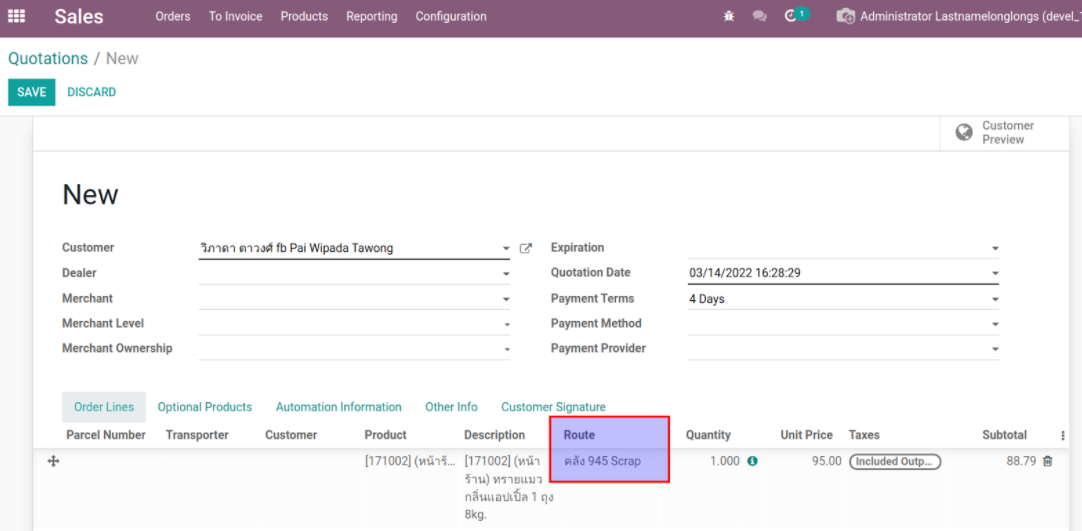 Sales Orders To Invoice Products Reporting Configuration 1 Administrator Lastnamelonglongs (devel_1
Quotations / New
SAVE DISCARD
Customer
Preview
New
Customer วิภาดา ตาวงศ์ fb Pai Wipada Tawong
Expiration
Dealer
Quotation Date 03/14/2022 16:28:29
Merchant
Payment Terms 4 Days
Merchant Level
Payment Method
Merchant Ownership
Payment Provider
Order Lines Optional Products Automation Information Other Info Customer Signature
Parcel Number Transporter Customer Product Description Route Quantity Unit Price Taxes Subtotal
[171002] (หน้าร้... [171002] (หน้า คลัง 945 Scrap 1.000 95.00 Included Outp... 88.79
ร้าน) ทรายแมว
กลิ่นแอปเปิ้ล 1 ถุง
8kg.